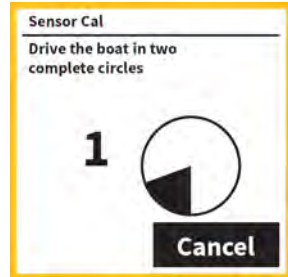 Sensor Cal
Drive the boat in two
complete circles
1
Cancel